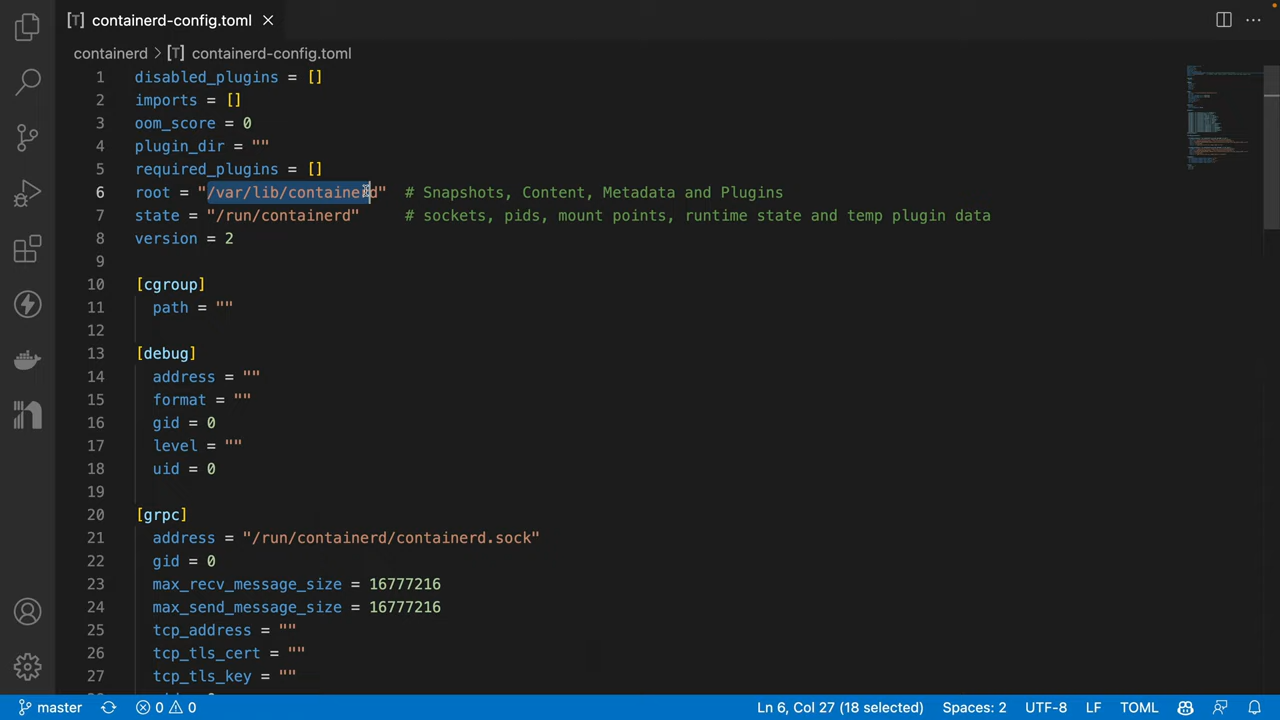 containerd-config.toml
containerd > containerd-config.toml
1 disabled_plugins = []
2 imports = []
3 oom_score = 0
4 plugin_dir = ""
5 required_plugins = []
6 root = "/var/lib/containerd" # Snapshots, Content, Metadata and Plugins
7 state = "/run/containerd" # sockets, pids, mount points, runtime state and temp plugin data
8 version = 2
9
10 [cgroup]
11 path = ""
12
13 [debug]
14 address = ""
15 format = ""
16 gid = 0
17 level = ""
18 uid = 0
19
20 [grpc]
21 address = "/run/containerd/containerd.sock"
22 gid = 0
23 max_recv_message_size = 16777216
24 max_send_message_size = 16777216
25 tcp_address = ""
26 tcp_tls_cert = ""
27 tcp_tls_key = ""
master 0 0 Ln 6, Col 27 (18 selected) Spaces: 2 UTF-8 LF TOML